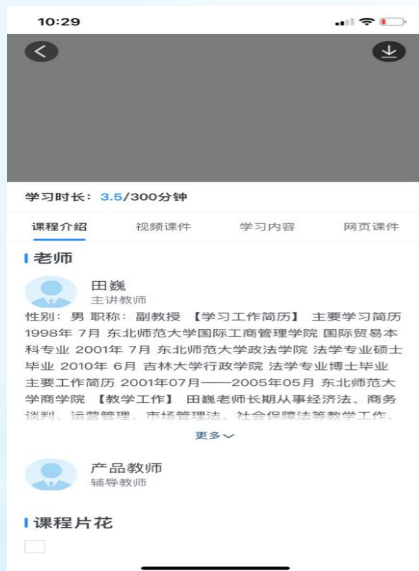 10:29
学习时长：3.5/300分钟
课程介绍 视频课件 学习内容 网页课件
老师
田巍
主讲教师
性别：男 职称：副教授 【学习工作简历】 主要学习简历
1998年 7月 东北师范大学国际工商管理学院 国际贸易本
科专业 2001年 7月 东北师范大学政法学院 法学专业硕士
毕业 2010年 6月 吉林大学行政学院 法学专业博士毕业
主要工作简历 2001年07月——2005年05月 东北师范大
学商学院 【教学工作】 田巍老师长期从事经济法、商务
谈判、运营管理、市场管理法、社会保障法等教学工作、
更多
产品教师
辅导教师
课程片花